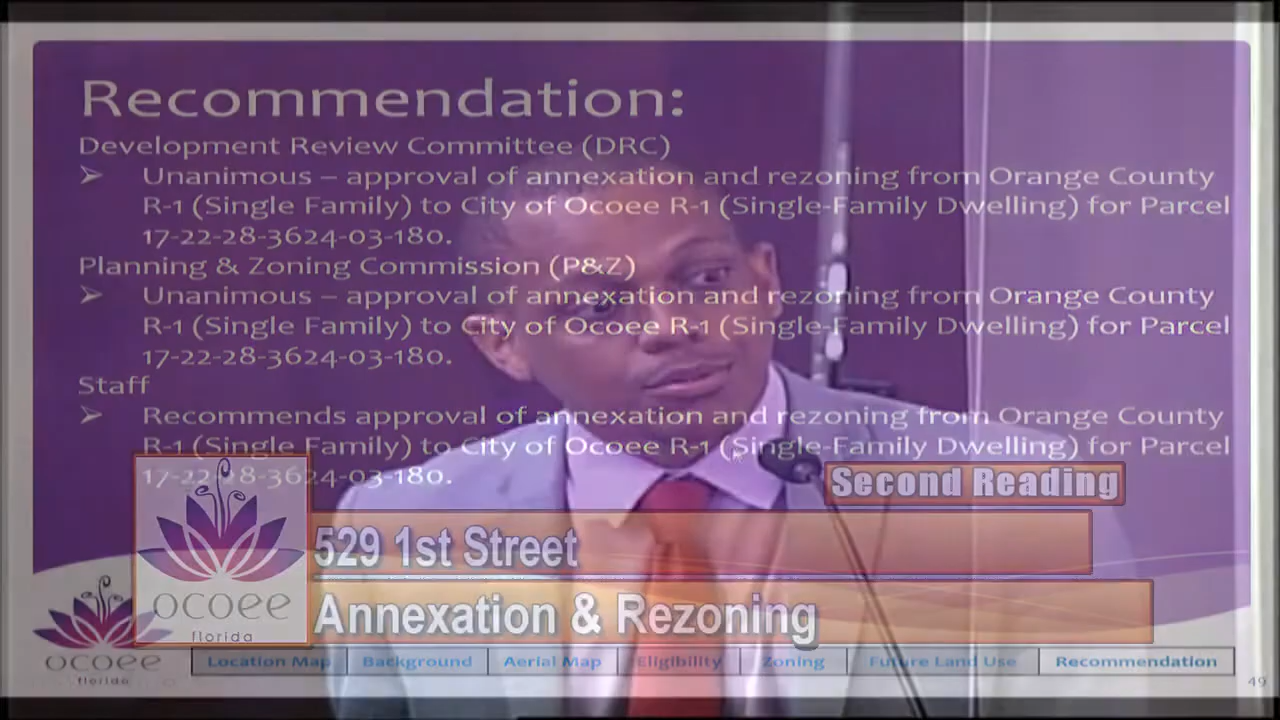 Recommendation:
Development Review Committee (DRC)
➢ Unanimous – approval of annexation and rezoning from Orange County
R-1 (Single Family) to City of Ocoee R-1 (Single-Family Dwelling) for Parcel
17-22-28-3624-03-180.
Planning & Zoning Commission (P&Z)
➢ Unanimous – approval of annexation and rezoning from Orange County
R-1 (Single Family) to City of Ocoee R-1 (Single-Family Dwelling) for Parcel
17-22-28-3624-03-180.
Staff
➢ Recommends approval of annexation and rezoning from Orange County
R-1 (Single Family) to City of Ocoee R-1 (Single-Family Dwelling) for Parcel
17-22-28-3624-03-180.
Second Reading
529 1st Street
Annexation & Rezoning
ocoee
florida
ocoee
florida
Location Map Background Aerial Map Eligibility Zoning Future Land Use Recommendation
49